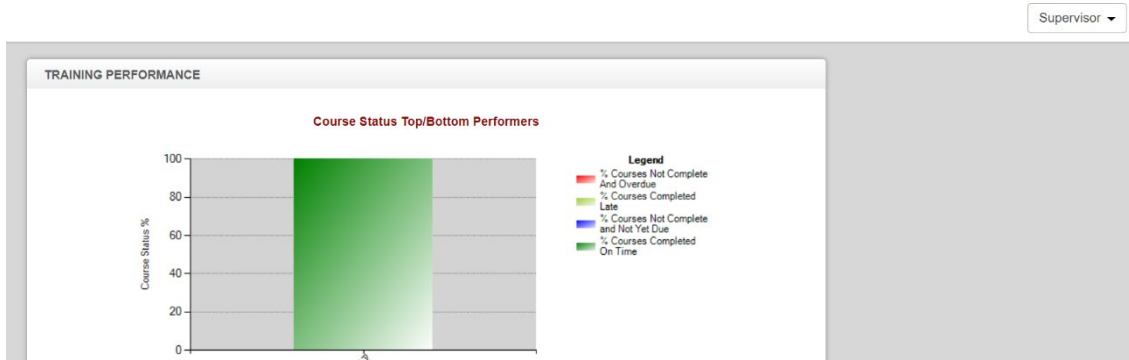 Supervisor
TRAINING PERFORMANCE
Course Status Top/Bottom Performers
100
80
60
40
20
0
Course Status %
Legend
% Courses Not Complete
And Overdue
% Courses Completed
Late
% Courses Not Complete
and Not Yet Due
% Courses Completed
On Time